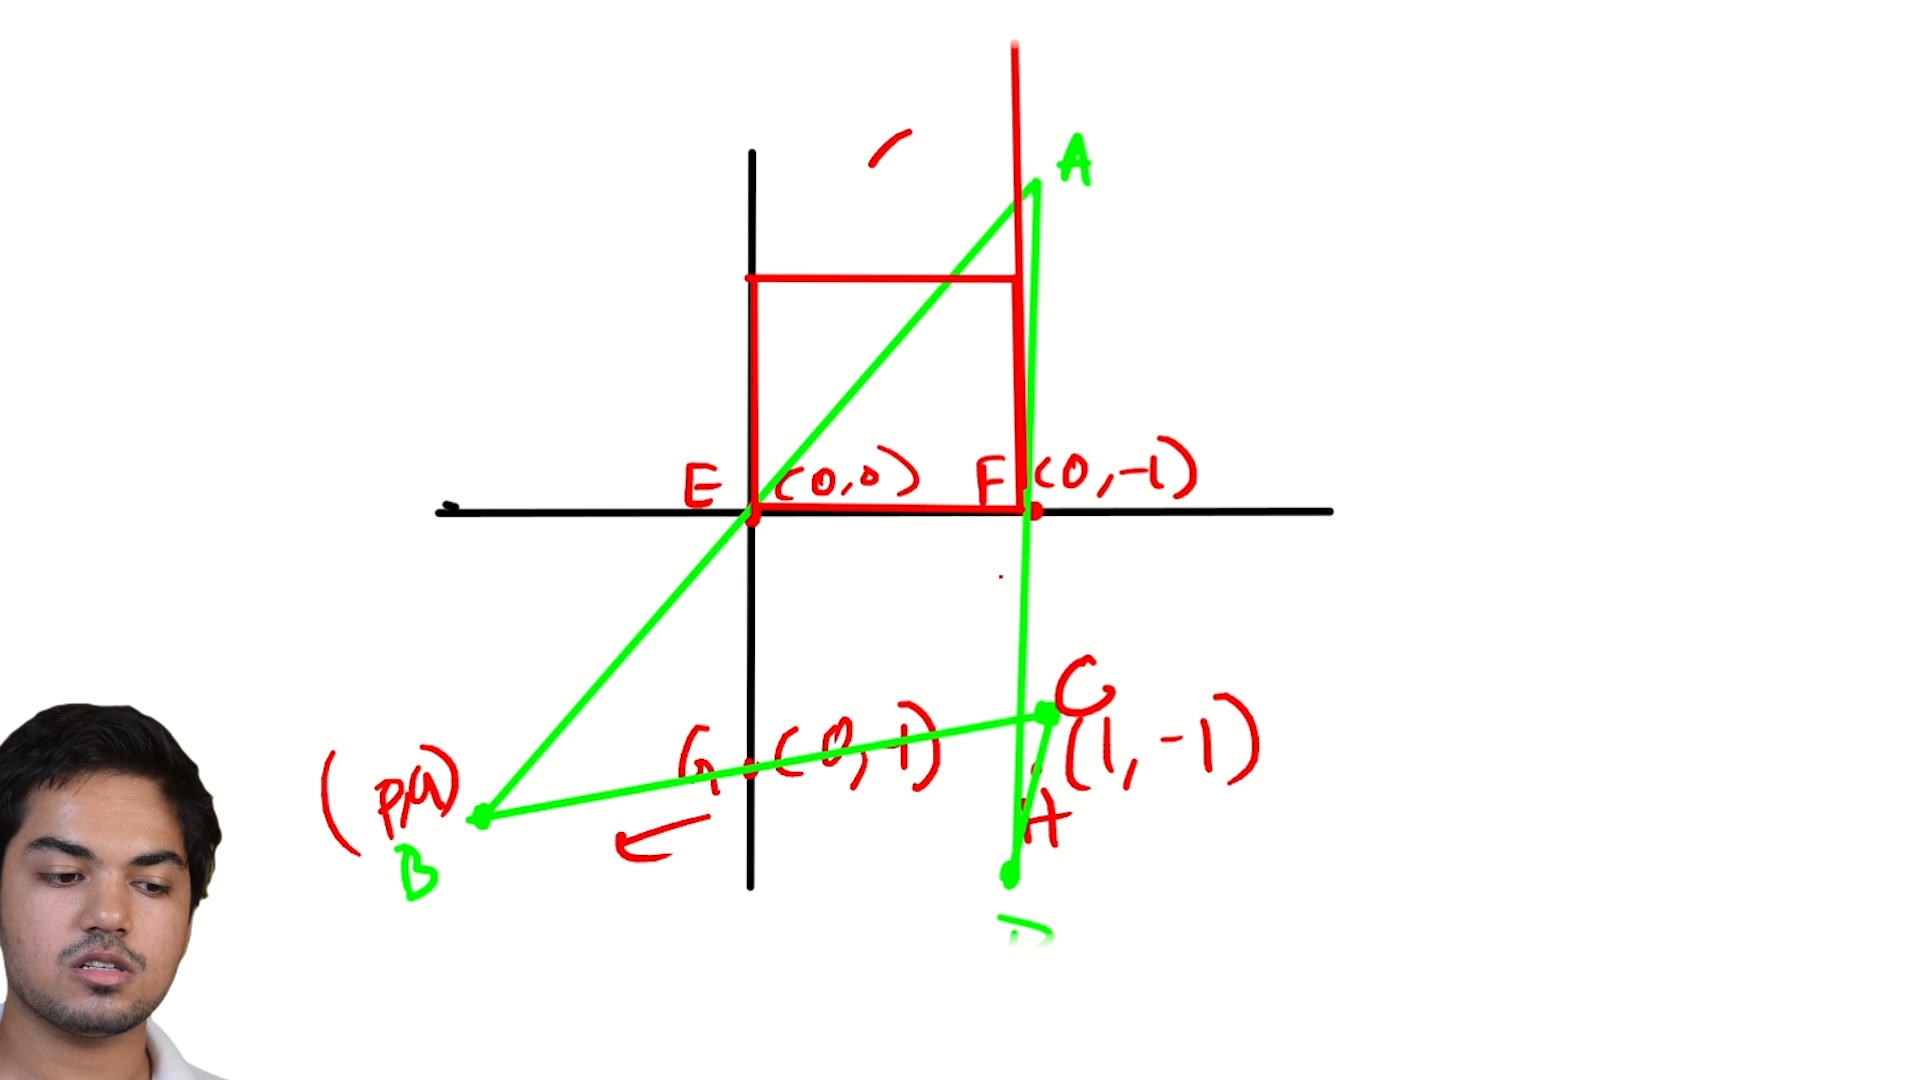 A
E (0,0) F (0,-1)
C
G (0,-1) (1,-1)
(p,q) H
B
D